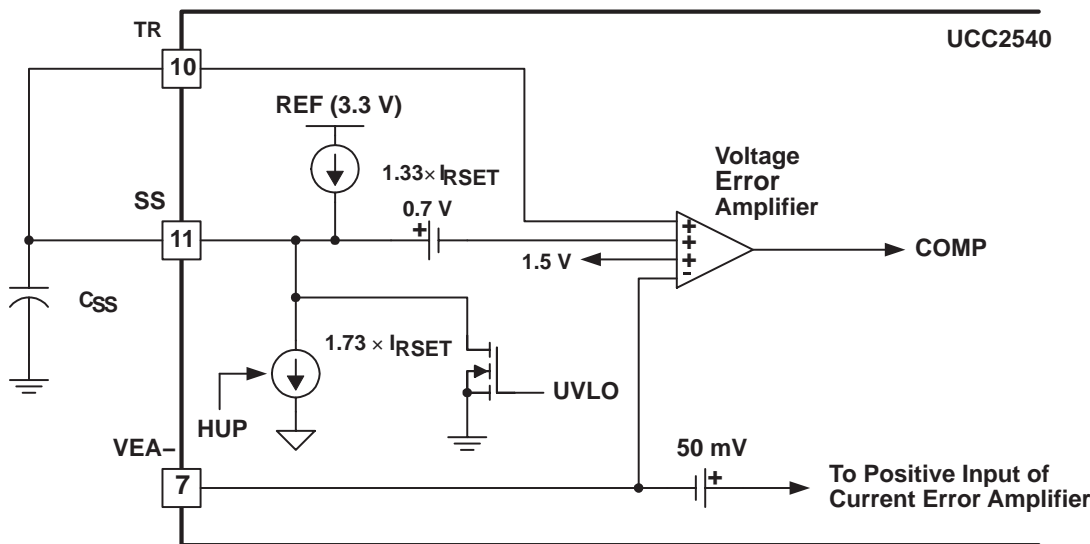 TR
UCC2540
10
REF (3.3 V)
1.33× IRSET
Voltage
Error
Amplifier
SS
0.7 V
+
11
+
+
+
-
1.5 V
COMP
CSS
1.73 × IRSET
HUP
UVLO
VEA–
50 mV
+
7
To Positive Input of
Current Error Amplifier